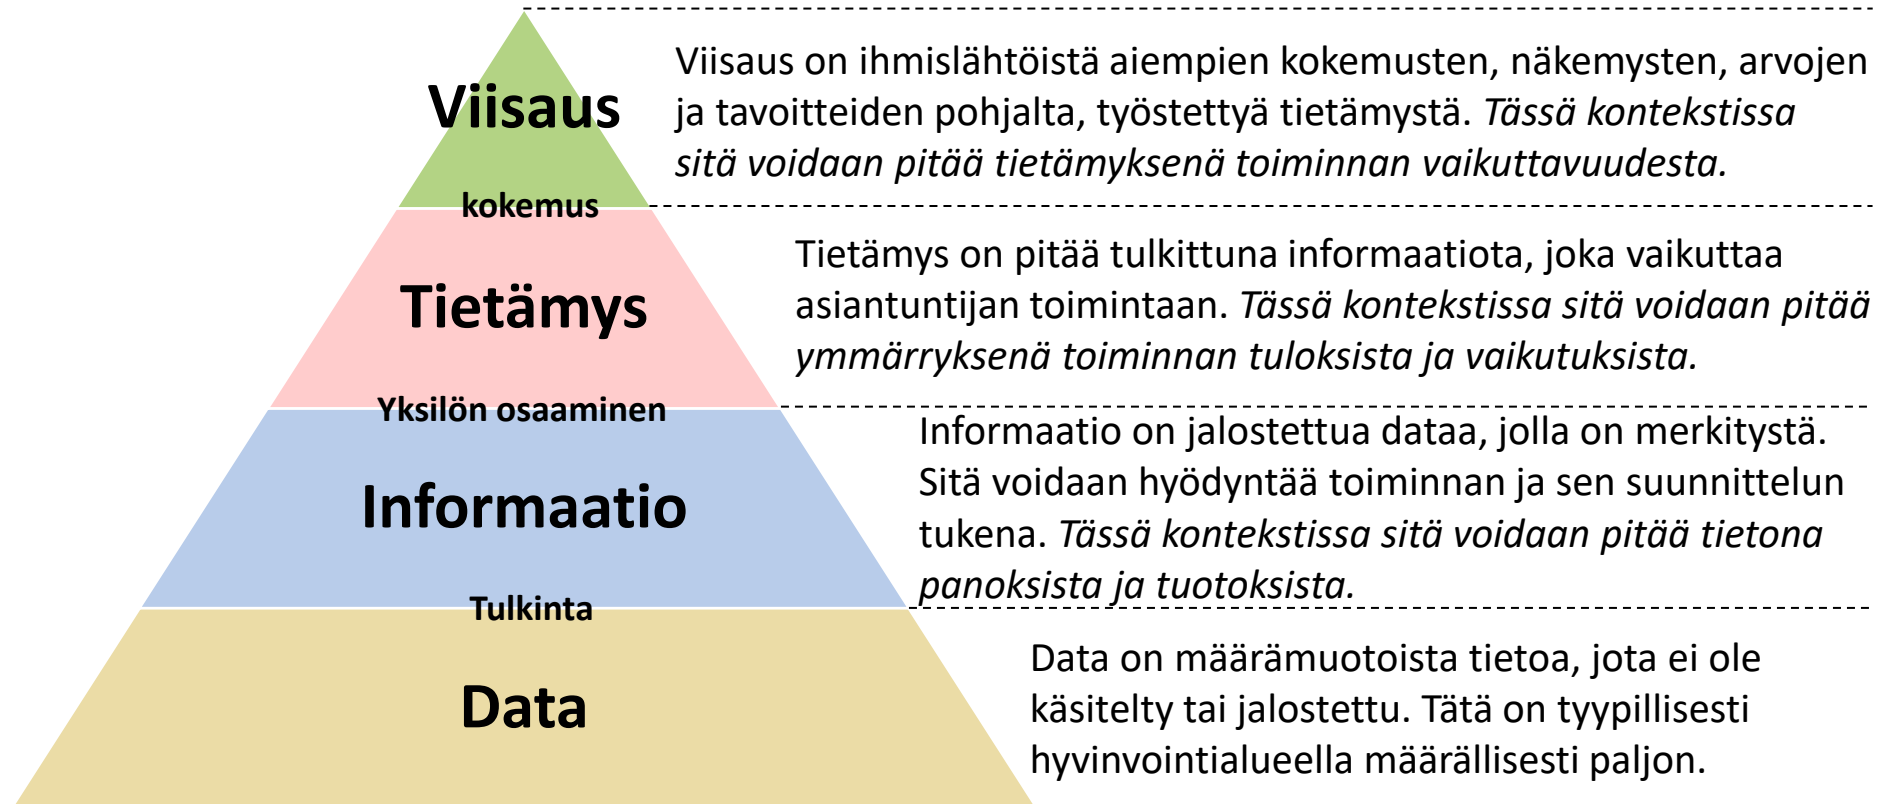 Viisaus
Viisaus on ihmislähtöistä aiempien kokemusten, näkemysten, arvojen
ja tavoitteiden pohjalta, työstettyä tietämystä. Tässä kontekstissa
sitä voidaan pitää tietämyksenä toiminnan vaikuttavuudesta.
kokemus
Tietämys
Tietämys on pitää tulkittuna informaatiota, joka vaikuttaa
asiantuntijan toimintaan. Tässä kontekstissa sitä voidaan pitää
ymmärryksenä toiminnan tuloksista ja vaikutuksista.
Yksilön osaaminen
Informaatio
Informaatio on jalostettua dataa, jolla on merkitystä.
Sitä voidaan hyödyntää toiminnan ja sen suunnittelun
tukena. Tässä kontekstissa sitä voidaan pitää tietona
panoksista ja tuotoksista.
Tulkinta
Data
Data on määrämuotoista tietoa, jota ei ole
käsitelty tai jalostettu. Tätä on tyypillisesti
hyvinvointialueella määrällisesti paljon.